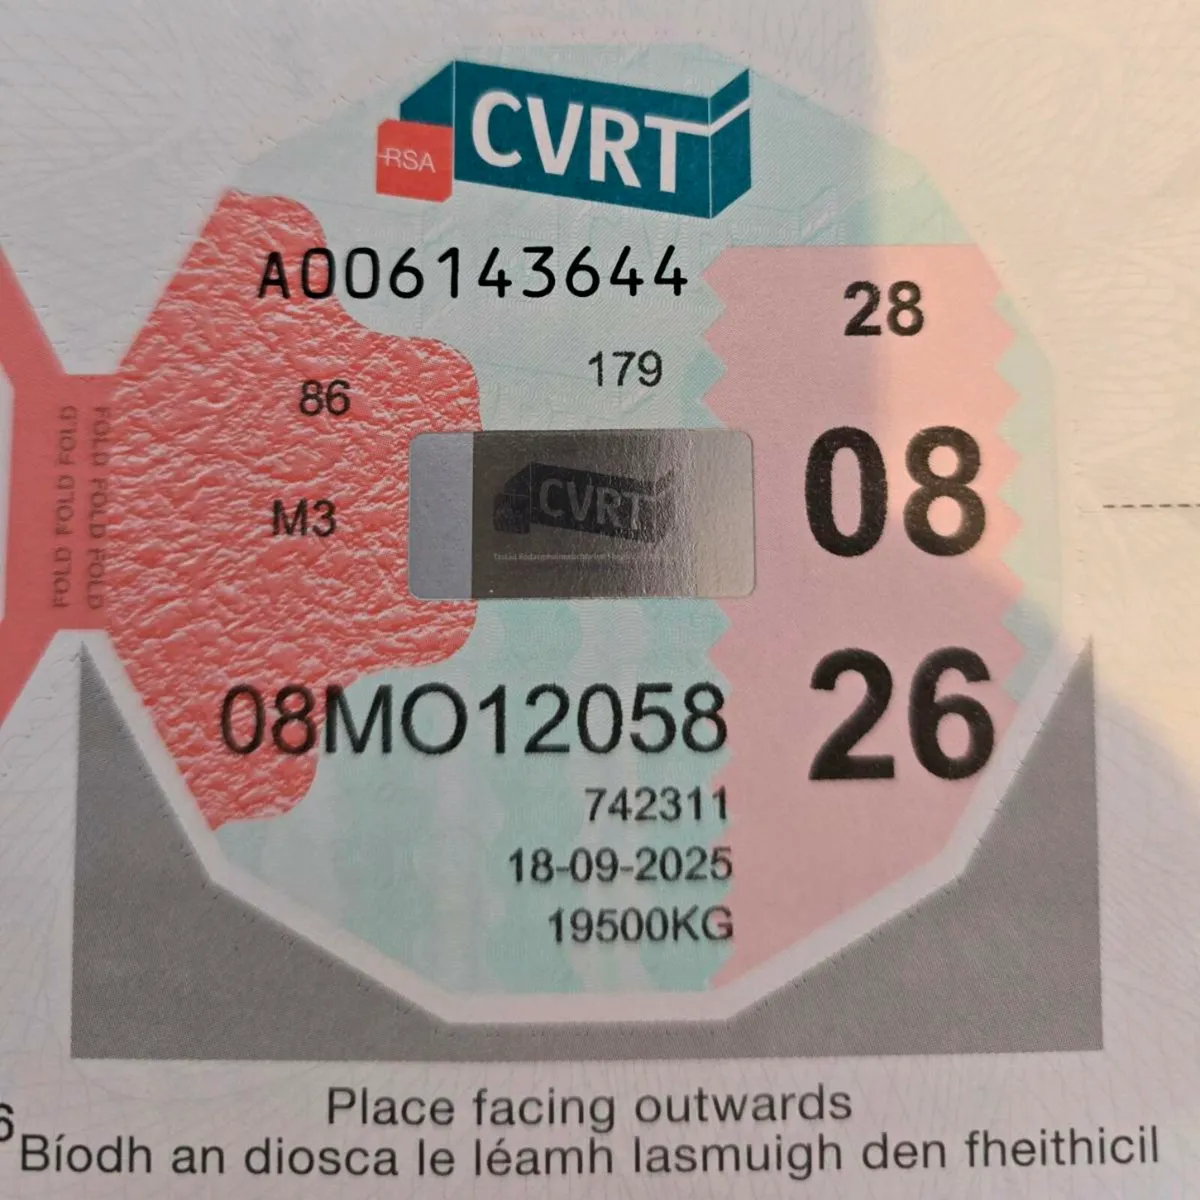 CVRT
RSA
A006143644
28
179
86
08
CVRT
M3
08MO12058
26
742311
18-09-2025
19500KG
FOLD FOLD FOLD
FOLD FOLD FOLD
Place facing outwards
6
Bíodh an diosca le léamh lasmuigh den fheithicil